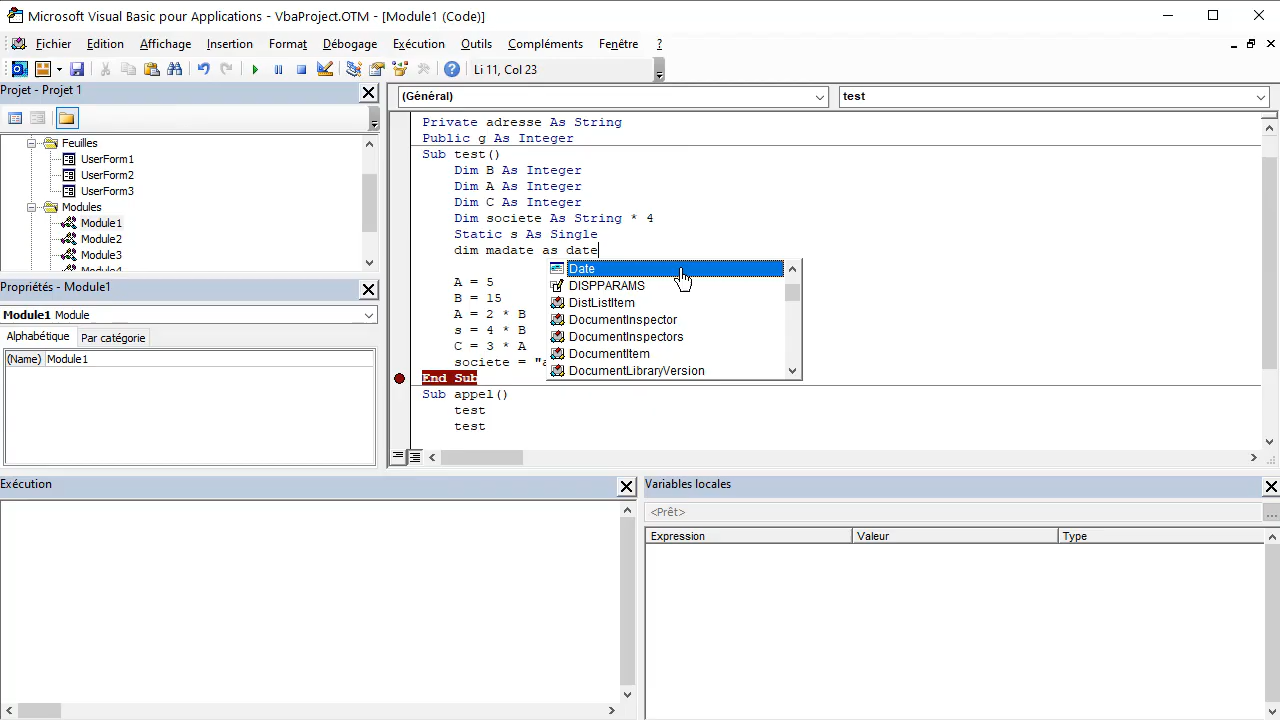 Microsoft Visual Basic pour Applications - VbaProject.OTM - [Module1 (Code)]
Fichier Edition Affichage Insertion Format Débogage Exécution Outils Compléments Fenêtre ?
Li 11, Col 23
Projet - Projet 1
Feuilles
UserForm1
UserForm2
UserForm3
Modules
Module1
Module2
Module3
Propriétés - Module1
Module1 Module
Alphabétique Par catégorie
(Name) Module1
(Général) test
Private adresse As String
Public g As Integer
Sub test()
Dim B As Integer
Dim A As Integer
Dim C As Integer
Dim societe As String * 4
Static s As Single
dim madate as date
Date
DISPPARAMS
DistListItem
DocumentInspector
DocumentInspectors
DocumentItem
DocumentLibraryVersion
A = 5
B = 15
A = 2 * B
s = 4 * B
C = 3 * A
societe = "a
End Sub
Sub appel()
test
test
Exécution
Variables locales
<Prêt>
...
Expression Valeur Type